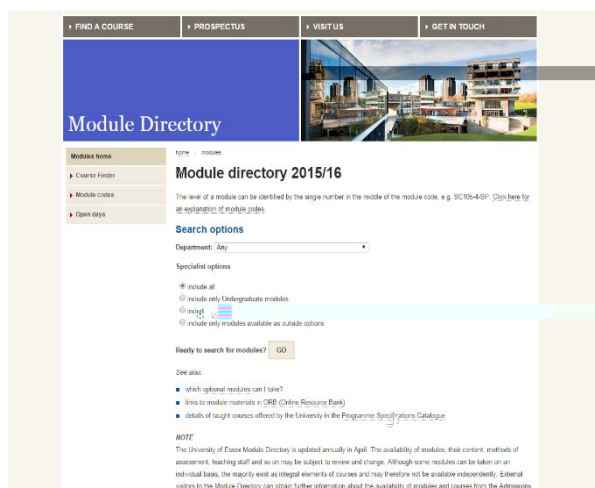 FIND A COURSE
PROSPECTUS
VISIT US
GET IN TOUCH
Module Directory
Modules home
Course Finder
Module codes
Open days
home modules
Module directory 2015/16
The level of a module can be identified by the single number in the middle of the module code, e.g. SC105-4-SP. Click here for
an explanation of module codes.
Search options
Department: Any
Specialist options
include all
include only Undergraduate modules
include only modules available as outside options
Ready to search for modules? GO
See also:
which optional modules can I take?
links to module materials in ORB (Online Resource Bank)
details of taught courses offered by the University in the Programme Specifications Catalogue
NOTE
The University of Essex Module Directory is updated annually in April. The availability of modules, their content, methods of
assessment, teaching staff and so on may be subject to review and change. Although some modules can be taken on an
individual basis, the majority exist as integral elements of courses and may therefore not be available independently. External
visitors to the Module Directory can obtain further information about the availability of modules and courses from the Admissions